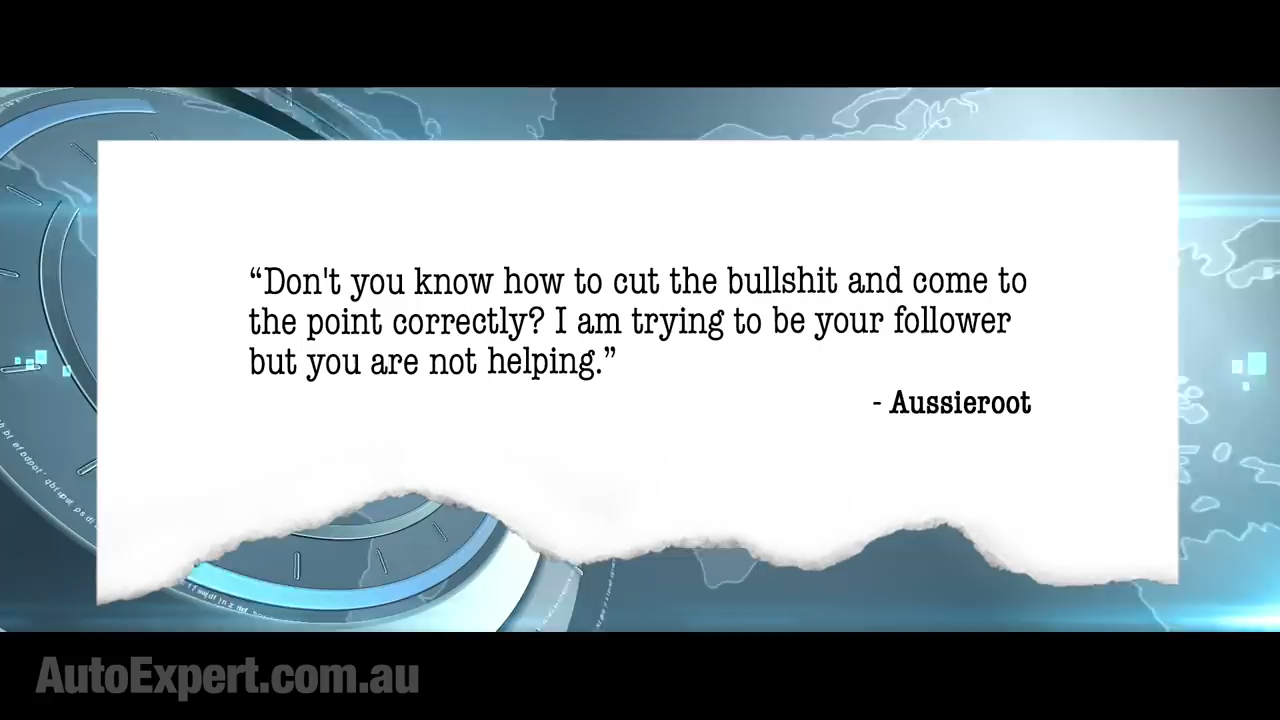 “Don't you know how to cut the bullshit and come to
the point correctly? I am trying to be your follower
but you are not helping.”
- Aussieroot
AutoExpert.com.au